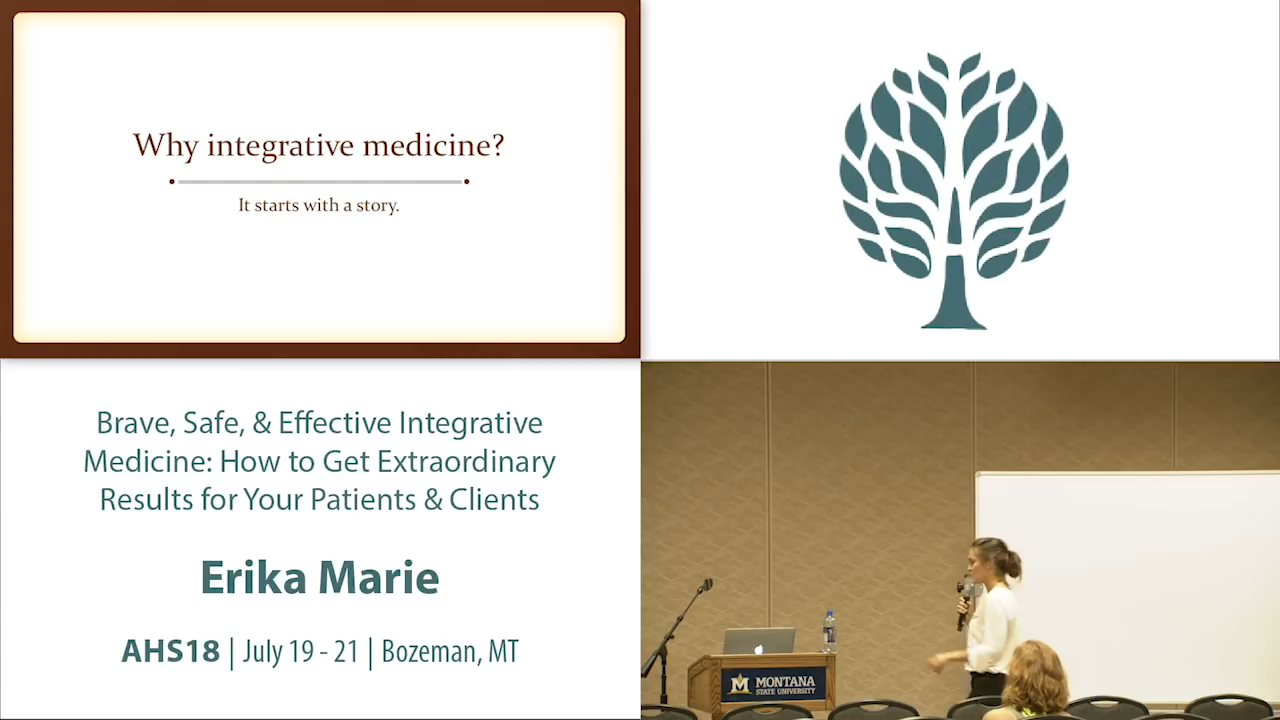 Why integrative medicine?
It starts with a story.
Brave, Safe, & Effective Integrative
Medicine: How to Get Extraordinary
Results for Your Patients & Clients
Erika Marie
AHS18 | July 19 - 21 | Bozeman, MT
M MONTANA
STATE UNIVERSITY